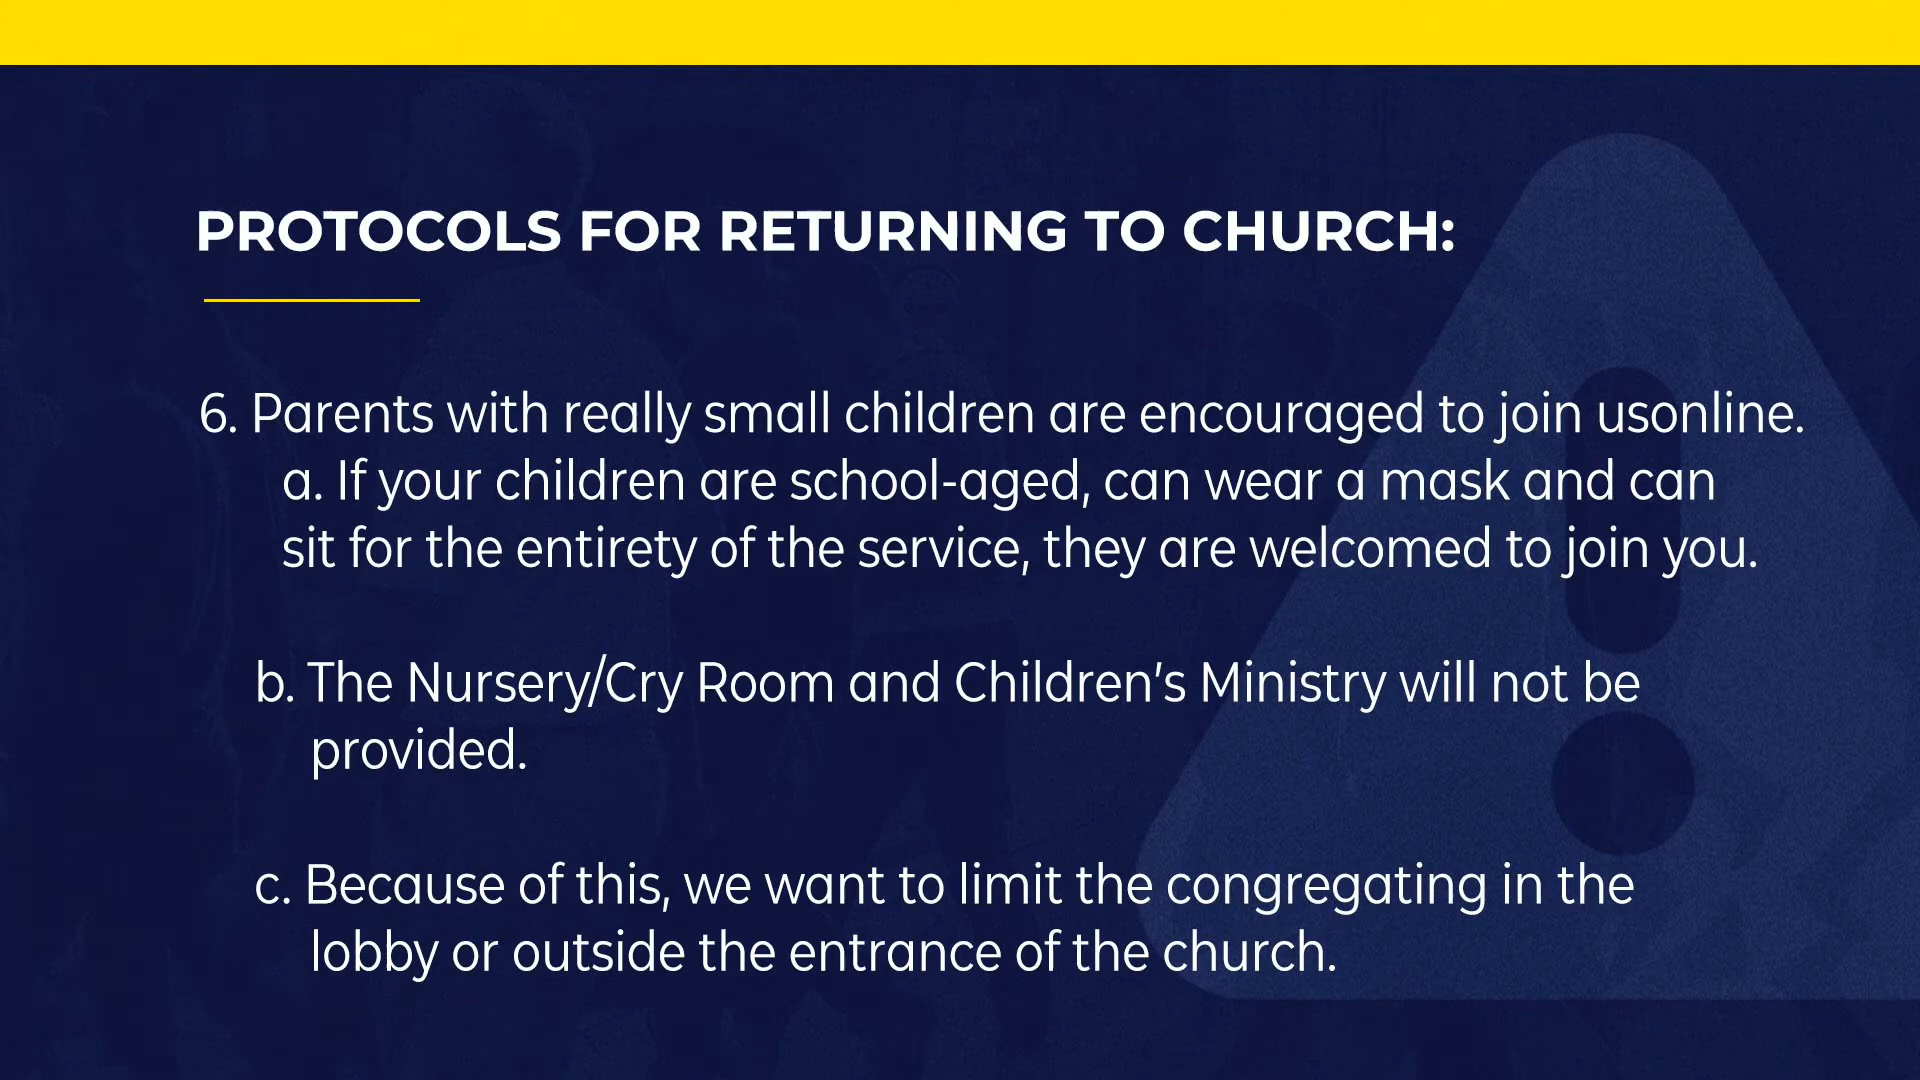 PROTOCOLS FOR RETURNING TO CHURCH:
6. Parents with really small children are encouraged to join usonline.
a. If your children are school-aged, can wear a mask and can
sit for the entirety of the service, they are welcomed to join you.
b. The Nursery/Cry Room and Children’s Ministry will not be
provided.
c. Because of this, we want to limit the congregating in the
lobby or outside the entrance of the church.